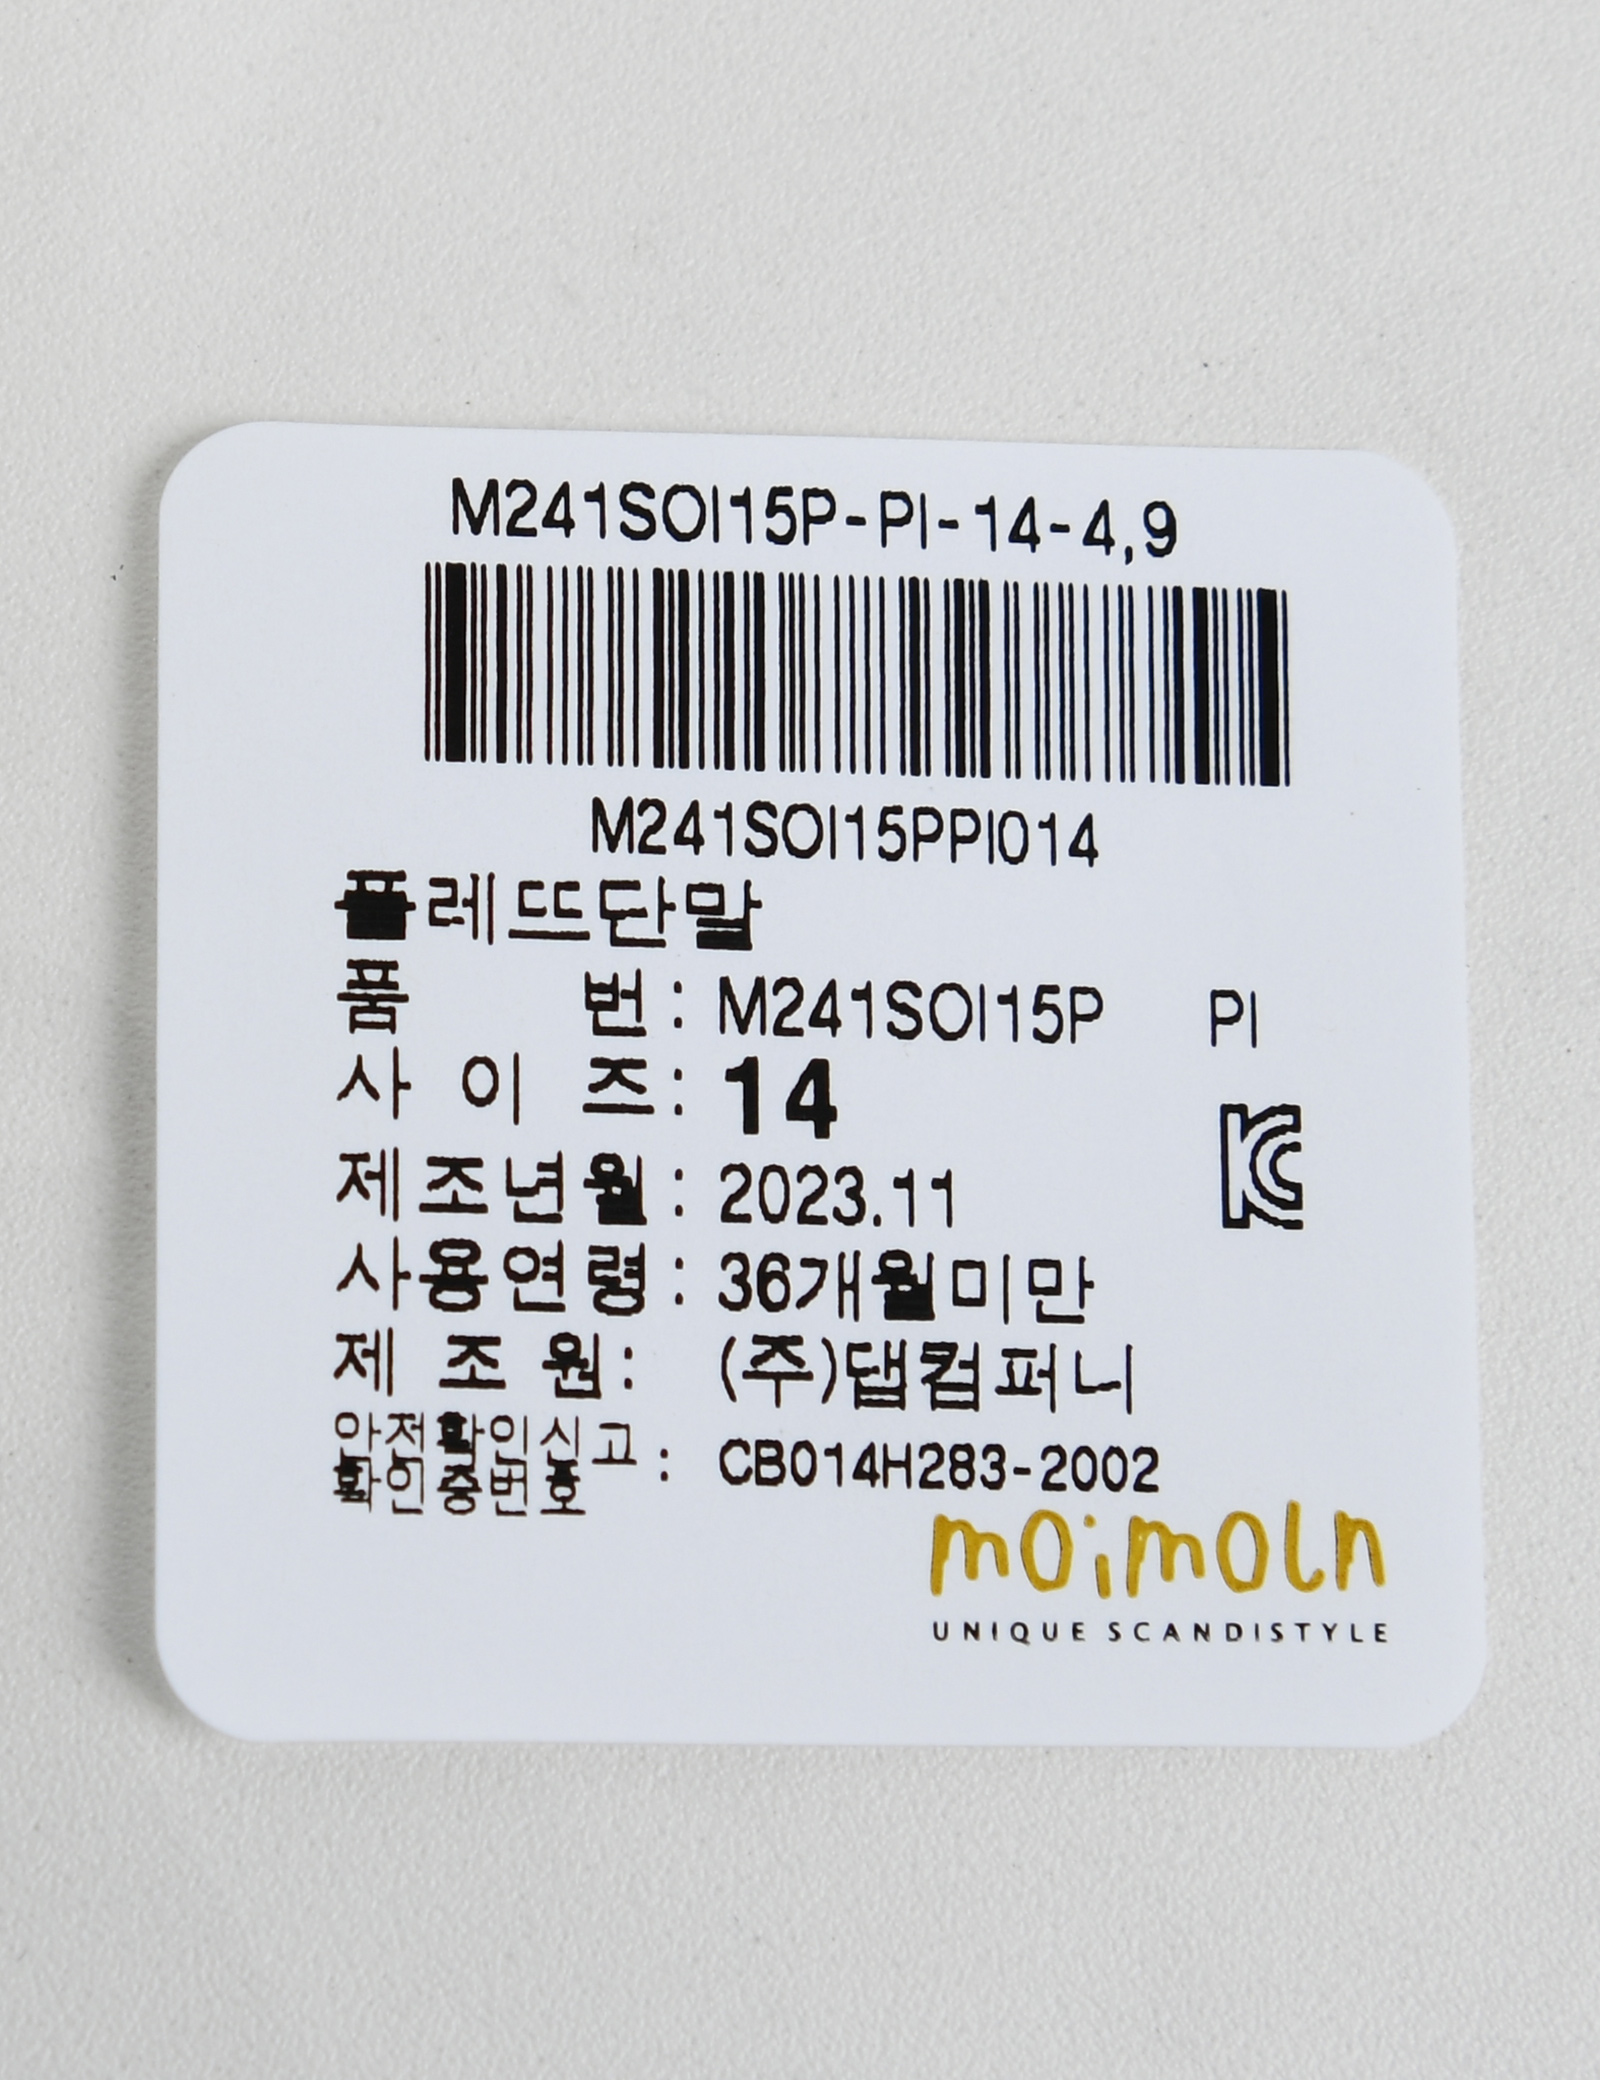 M241SOI15P-PI-14-4,9
M241SOI15PPI014
플레뜨단말
품 번 : M241SOI15P PI
사 이 즈 : 14
제조년월 : 2023.11
KC
사용연령 : 36개월미만
제 조 원 : (주)댑컴퍼니
안전확인신고
확인증번호 : CB014H283-2002
moimoln
UNIQUE SCANDISTYLE